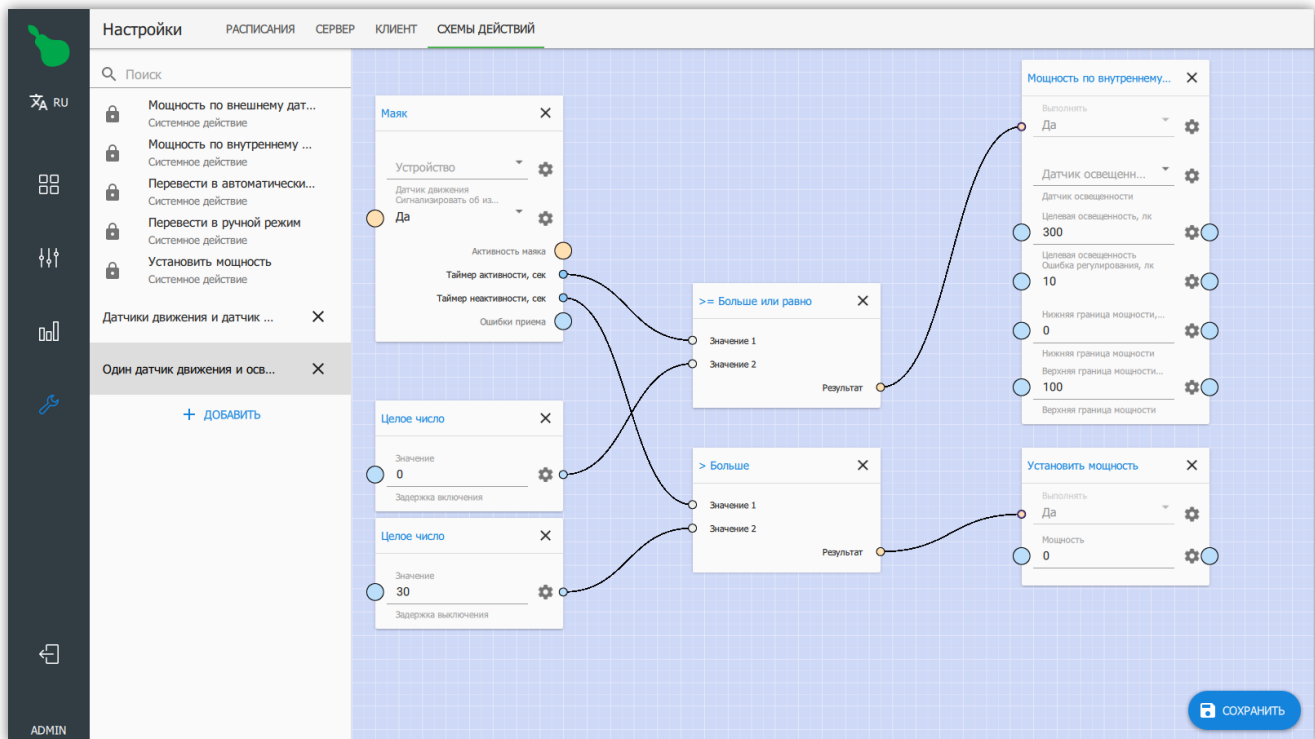 Настройки
РАСПИСАНИЯ
СЕРВЕР
КЛИЕНТ
СХЕМЫ ДЕЙСТВИЙ
RU
ADMIN
Поиск
Мощность по внешнему дат...
Системное действие
Мощность по внутреннему ...
Системное действие
Перевести в автоматически...
Системное действие
Перевести в ручной режим
Системное действие
Установить мощность
Системное действие
Датчики движения и датчик ...
Один датчик движения и осв...
+ ДОБАВИТЬ
Маяк
Устройство
Датчик движения
Сигнализировать об из...
Да
Активность маяка
Таймер активности, сек
Таймер неактивности, сек
Ошибки приема
Целое число
Значение
0
Задержка включения
Целое число
Значение
30
Задержка выключения
>= Больше или равно
Значение 1
Значение 2
Результат
> Больше
Значение 1
Значение 2
Результат
Мощность по внутреннему...
Выполнять
Да
Датчик освещенн...
Датчик освещенности
Целевая освещенность, лк
300
Целевая освещенность
Ошибка регулирования, лк
10
Нижняя граница мощности,...
0
Нижняя граница мощности
Верхняя граница мощности...
100
Верхняя граница мощности
Установить мощность
Выполнять
Да
Мощность
0
СОХРАНИТЬ